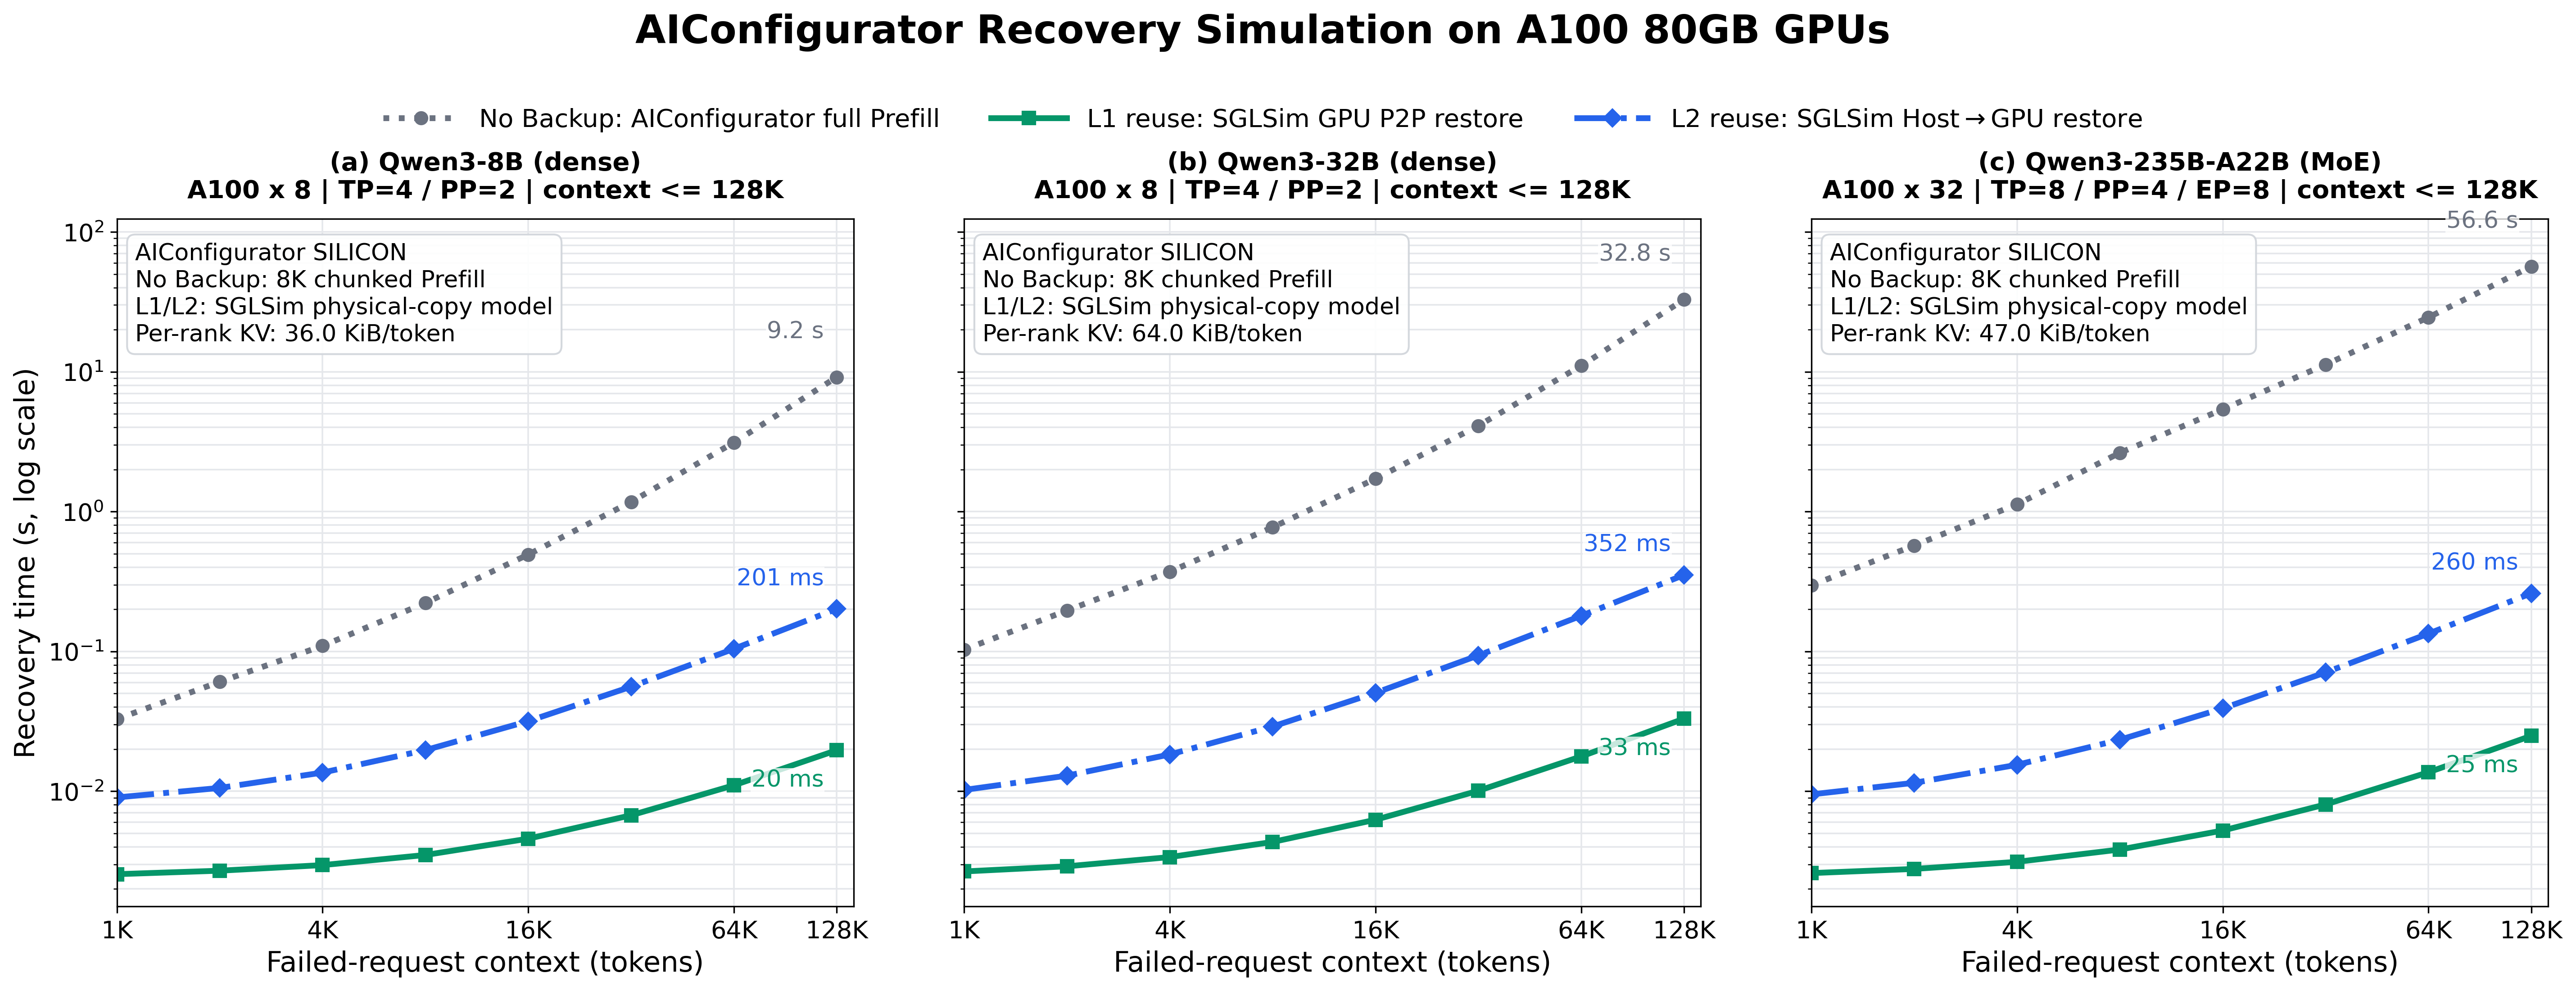 AIConfigurator Recovery Simulation on A100 80GB GPUs
No Backup: AIConfigurator full Prefill
L1 reuse: SGLSim GPU P2P restore
L2 reuse: SGLSim Host→GPU restore
(a) Qwen3-8B (dense)
A100 x 8 | TP=4 / PP=2 | context <= 128K
AIConfigurator SILICON
No Backup: 8K chunked Prefill
L1/L2: SGLSim physical-copy model
Per-rank KV: 36.0 KiB/token
9.2 s
201 ms
20 ms
10²
10¹
10⁰
10⁻¹
10⁻²
Recovery time (s, log scale)
1K
4K
16K
64K
128K
Failed-request context (tokens)
(b) Qwen3-32B (dense)
A100 x 8 | TP=4 / PP=2 | context <= 128K
AIConfigurator SILICON
No Backup: 8K chunked Prefill
L1/L2: SGLSim physical-copy model
Per-rank KV: 64.0 KiB/token
32.8 s
352 ms
33 ms
1K
4K
16K
64K
128K
Failed-request context (tokens)
(c) Qwen3-235B-A22B (MoE)
A100 x 32 | TP=8 / PP=4 / EP=8 | context <= 128K
56.6 s
AIConfigurator SILICON
No Backup: 8K chunked Prefill
L1/L2: SGLSim physical-copy model
Per-rank KV: 47.0 KiB/token
260 ms
25 ms
1K
4K
16K
64K
128K
Failed-request context (tokens)